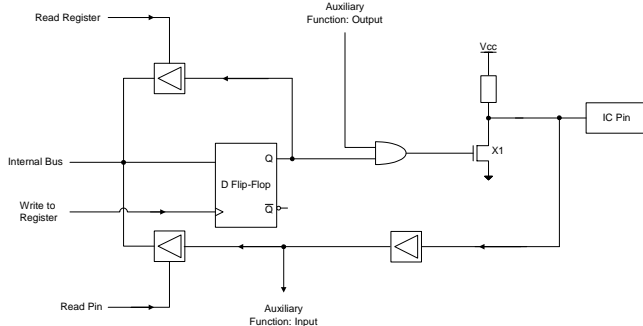 Read Register
Auxiliary
Function: Output
Vcc
IC Pin
X1
Internal Bus
Q
D Flip-Flop
Q
Write to
Register
Read Pin
Auxiliary
Function: Input